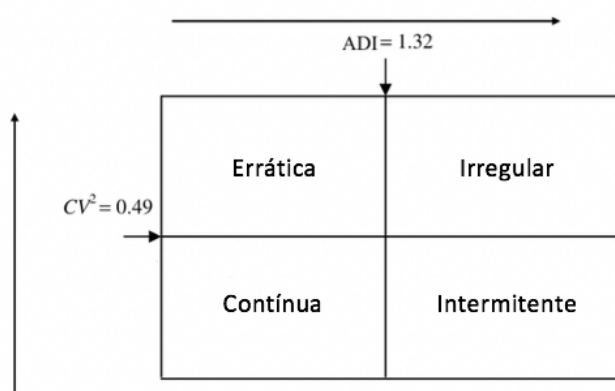 ADI= 1.32
Errática
Irregular
CV² = 0.49
Contínua
Intermitente